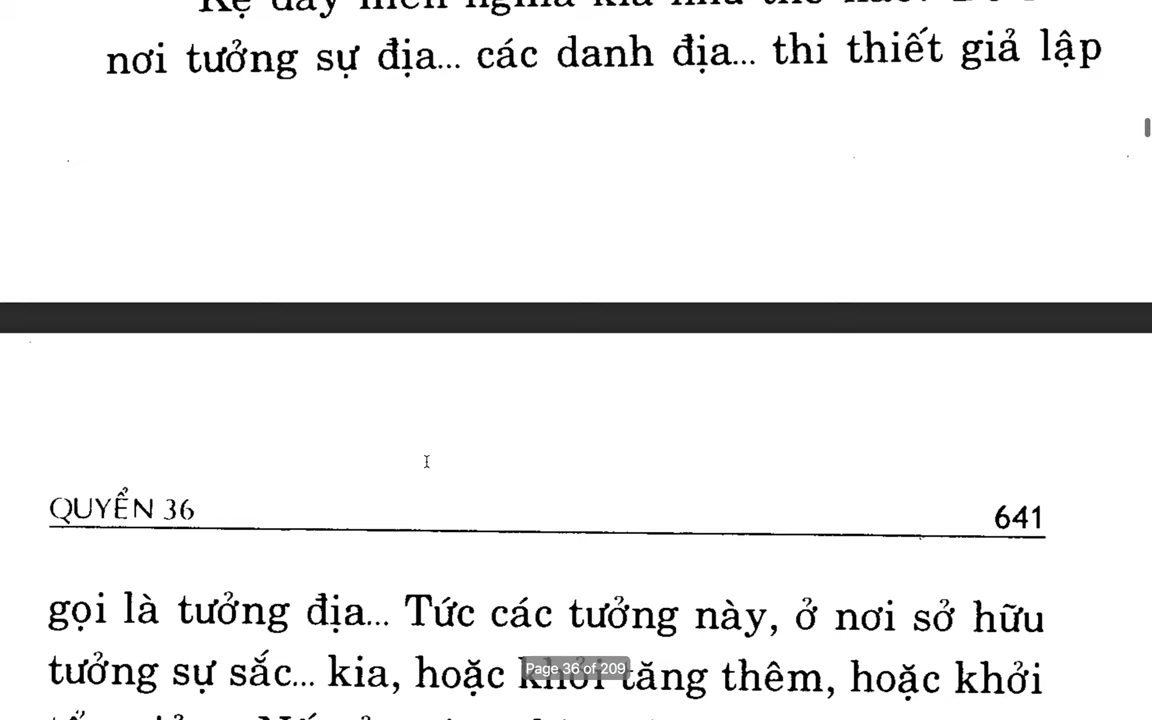 nơi tưởng sự địa... các danh địa... thi thiết giả lập
QUYỂN 36
641
gọi là tưởng địa... Tức các tưởng này, ở nơi sở hữu
tưởng sự sắc... kia, hoặc khởi tăng thêm, hoặc khởi
Page 36 of 209